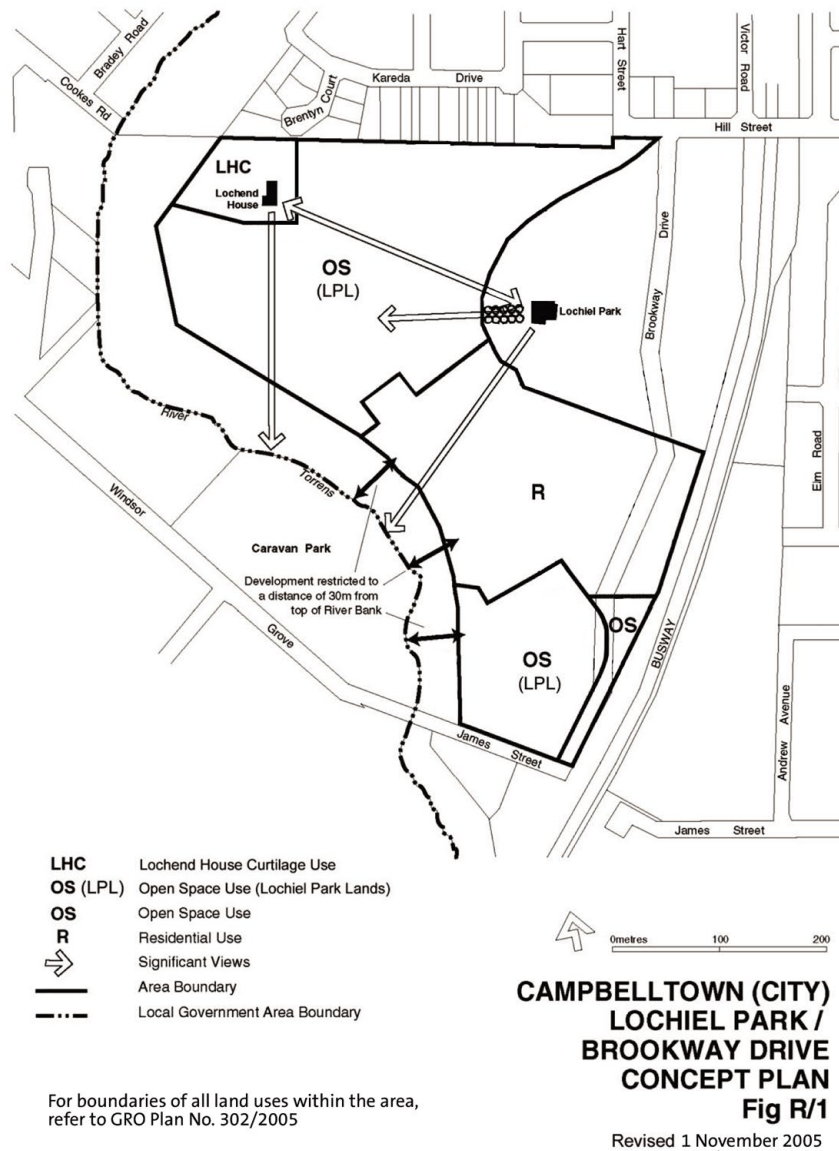 Bradey Road
Cookes Rd
Brentyn Court
Kareda Drive
Hart Street
Victor Road
Hill Street
LHC
Lochend
House
OS
(LPL)
Lochiel Park
Brookway Drive
River
Torrens
Windsor
Grove
R
Elm Road
Caravan Park
Development restricted to
a distance of 30m from
top of River Bank
OS
OS
(LPL)
BUSWAY
James Street
Andrew Avenue
James Street
LHC Lochend House Curtilage Use
OS (LPL) Open Space Use (Lochiel Park Lands)
OS Open Space Use
R Residential Use
Significant Views
Area Boundary
Local Government Area Boundary
0metres 100 200
CAMPBELLTOWN (CITY)
LOCHIEL PARK /
BROOKWAY DRIVE
CONCEPT PLAN
Fig R/1
Revised 1 November 2005
For boundaries of all land uses within the area,
refer to GRO Plan No. 302/2005